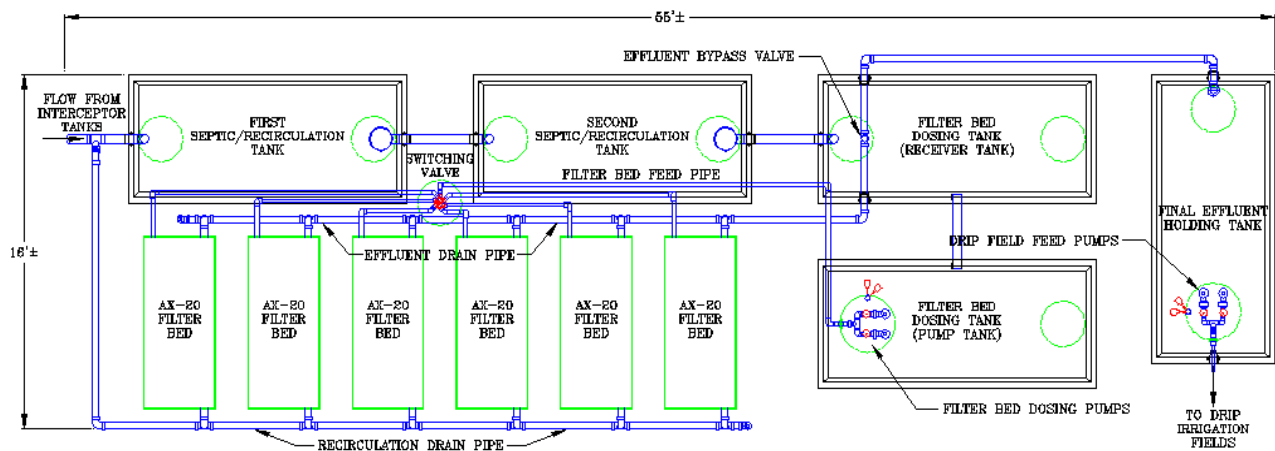 55'±
EFFLUENT BYPASS VALVE
FLOW FROM
INTERCEPTOR
TANKS
FIRST
SEPTIC/RECIRCULATION
TANK
SECOND
SEPTIC/RECIRCULATION
TANK
FILTER BED
DOSING TANK
(RECEIVER TANK)
SWITCHING
VALVE
FILTER BED FEED PIPE
FINAL EFFLUENT
HOLDING TANK
16'±
EFFLUENT DRAIN PIPE
DRIP FIELD FEED PUMPS
AX-20
FILTER
BED
AX-20
FILTER
BED
AX-20
FILTER
BED
AX-20
FILTER
BED
AX-20
FILTER
BED
AX-20
FILTER
BED
FILTER BED
DOSING TANK
(PUMP TANK)
FILTER BED DOSING PUMPS
TO DRIP
IRRIGATION
FIELDS
RECIRCULATION DRAIN PIPE